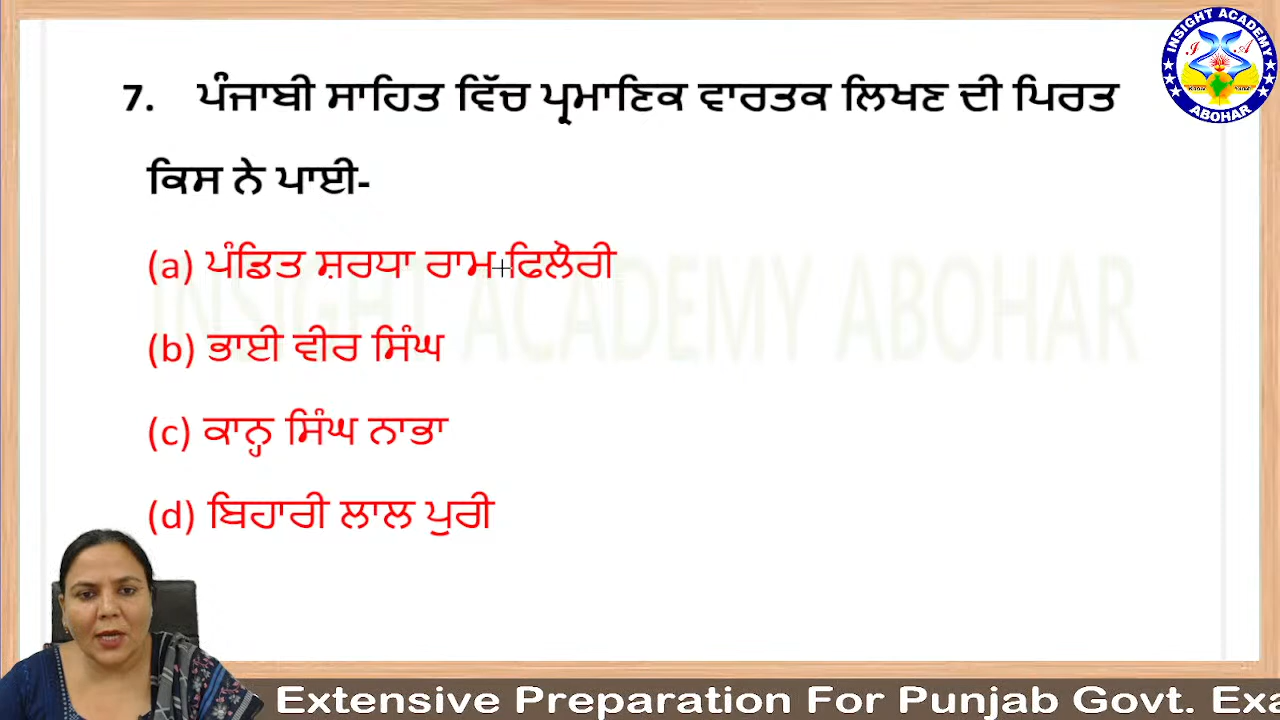 INSIGHT ACADEMY
ABOHAR
7. ਪੰਜਾਬੀ ਸਾਹਿਤ ਵਿੱਚ ਪ੍ਰਮਾਣਿਕ ਵਾਰਤਕ ਲਿਖਣ ਦੀ ਪਿਰਤ
ਕਿਸ ਨੇ ਪਾਈ-
(a) ਪੰਡਿਤ ਸ਼ਰਧਾ ਰਾਮ ਫਿਲੌਰੀ
(b) ਭਾਈ ਵੀਰ ਸਿੰਘ
(c) ਕਾਨ੍ਹ ਸਿੰਘ ਨਾਭਾ
(d) ਬਿਹਾਰੀ ਲਾਲ ਪੁਰੀ
INSIGHT ACADEMY ABOHAR
Extensive Preparation For Punjab Govt. Exa